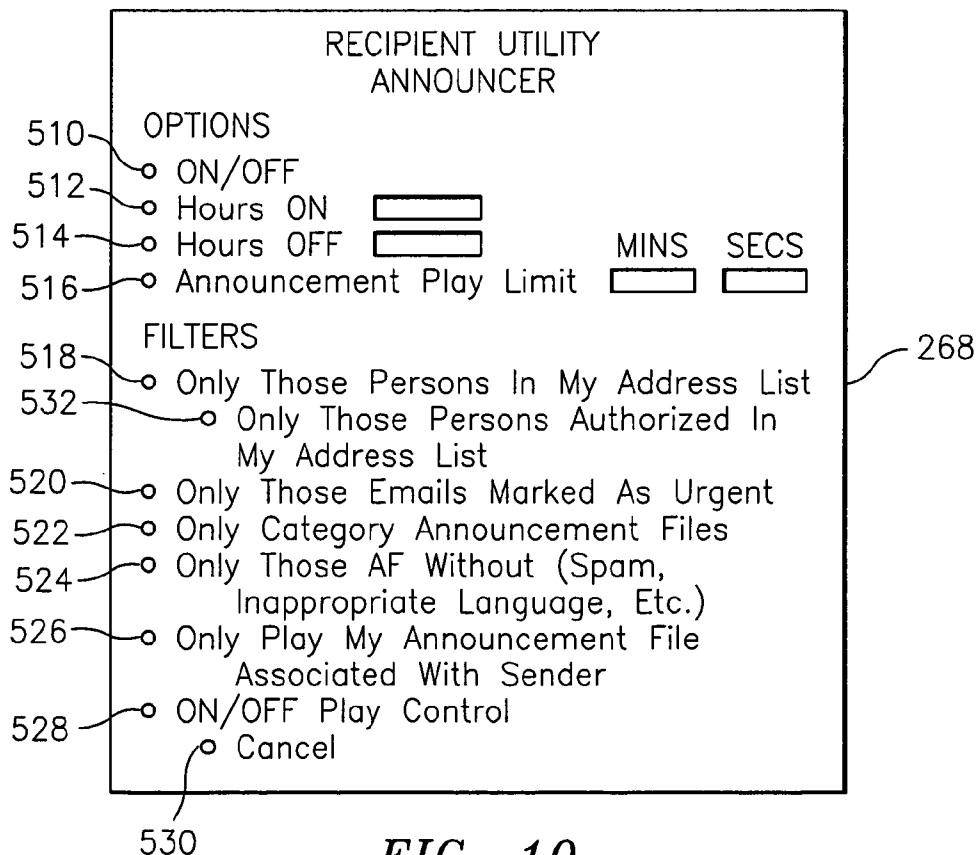 RECIPIENT UTILITY
ANNOUNCER
OPTIONS
510
ON/OFF
512
Hours ON
514
Hours OFF
MINS SECS
516
Announcement Play Limit
FILTERS
518
Only Those Persons In My Address List
268
532
Only Those Persons Authorized In
My Address List
520
Only Those Emails Marked As Urgent
522
Only Category Announcement Files
524
Only Those AF Without (Spam,
Inappropriate Language, Etc.)
526
Only Play My Announcement File
Associated With Sender
528
ON/OFF Play Control
Cancel
530
FIG. 10